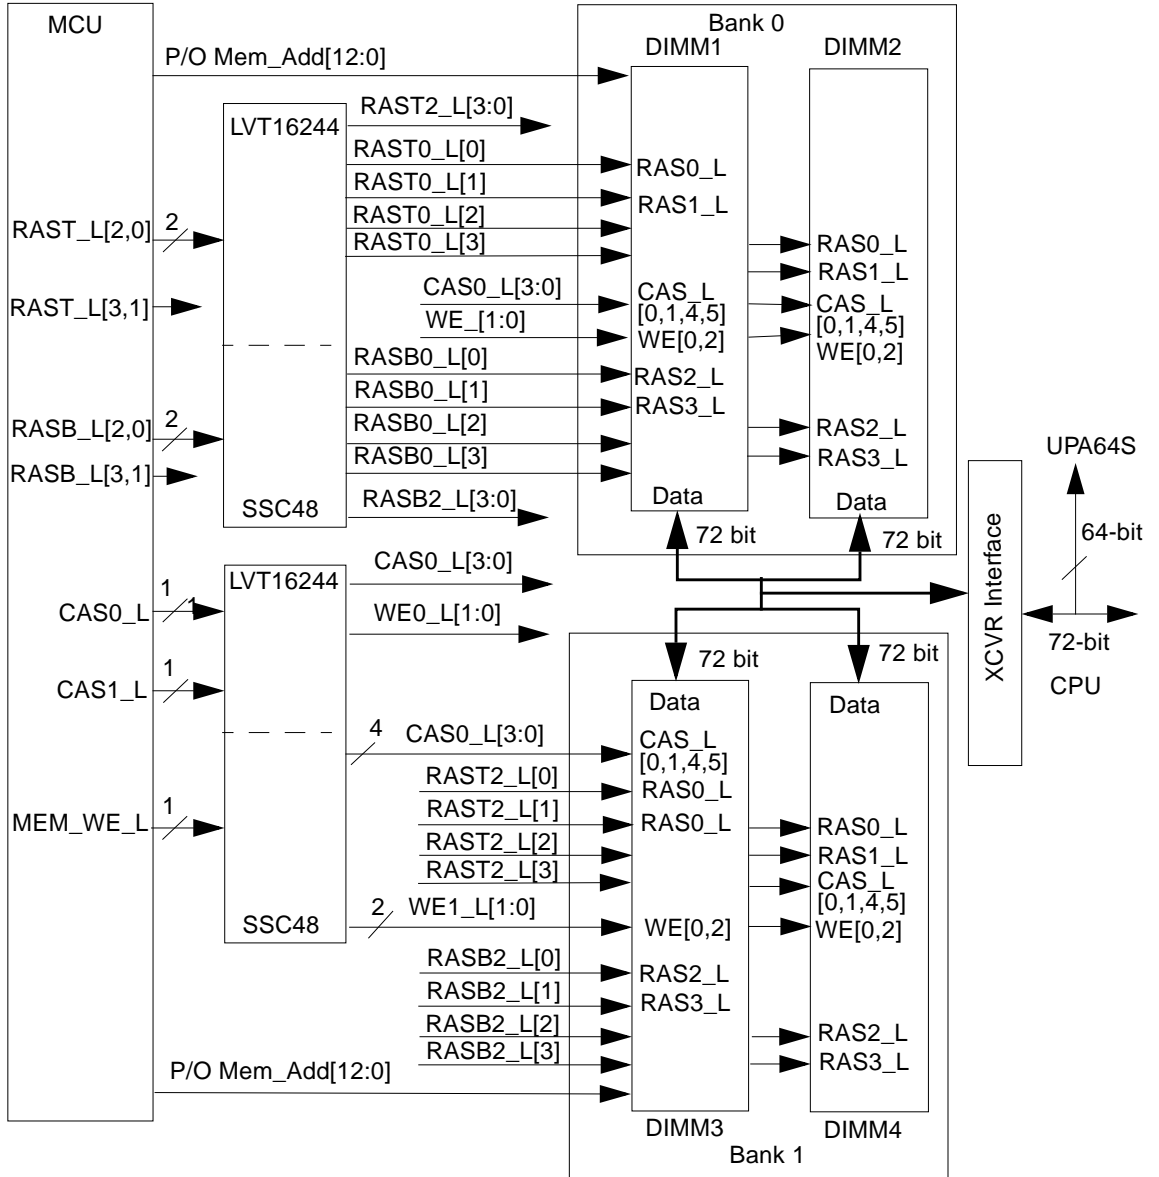 MCU
Bank 0
DIMM1
DIMM2
P/O Mem_Add[12:0]
RAST2_L[3:0]
LVT16244
RAST0_L[0]
RAS0_L
RAST0_L[1]
RAS1_L
RAST0_L[2]
RAST_L[2,0]
2
RAST0_L[3]
RAS0_L
RAS1_L
CAS0_L[3:0]
CAS_L
CAS_L
RAST_L[3,1]
[0,1,4,5]
[0,1,4,5]
WE_[1:0]
WE[0,2]
WE[0,2]
RASB0_L[0]
RAS2_L
RASB0_L[1]
RAS3_L
RASB_L[2,0]
2
RASB0_L[2]
RAS2_L
RASB0_L[3]
RAS3_L
RASB_L[3,1]
UPA64S
RASB2_L[3:0]
SSC48
Data
Data
72 bit
72 bit
64-bit
CAS0_L[3:0]
LVT16244
XCVR Interface
1
1
CAS0_L
WE0_L[1:0]
72-bit
72 bit
72 bit
CPU
1
CAS1_L
Data
Data
4
CAS0_L[3:0]
CAS_L
[0,1,4,5]
RAST2_L[0]
RAS0_L
MEM_WE_L
1
RAST2_L[1]
RAS0_L
RAS0_L
RAST2_L[2]
RAS1_L
RAST2_L[3]
CAS_L
[0,1,4,5]
2
WE1_L[1:0]
SSC48
WE[0,2]
WE[0,2]
RASB2_L[0]
RAS2_L
RASB2_L[1]
RAS3_L
RASB2_L[2]
RAS2_L
RASB2_L[3]
RAS3_L
P/O Mem_Add[12:0]
DIMM3
DIMM4
Bank 1